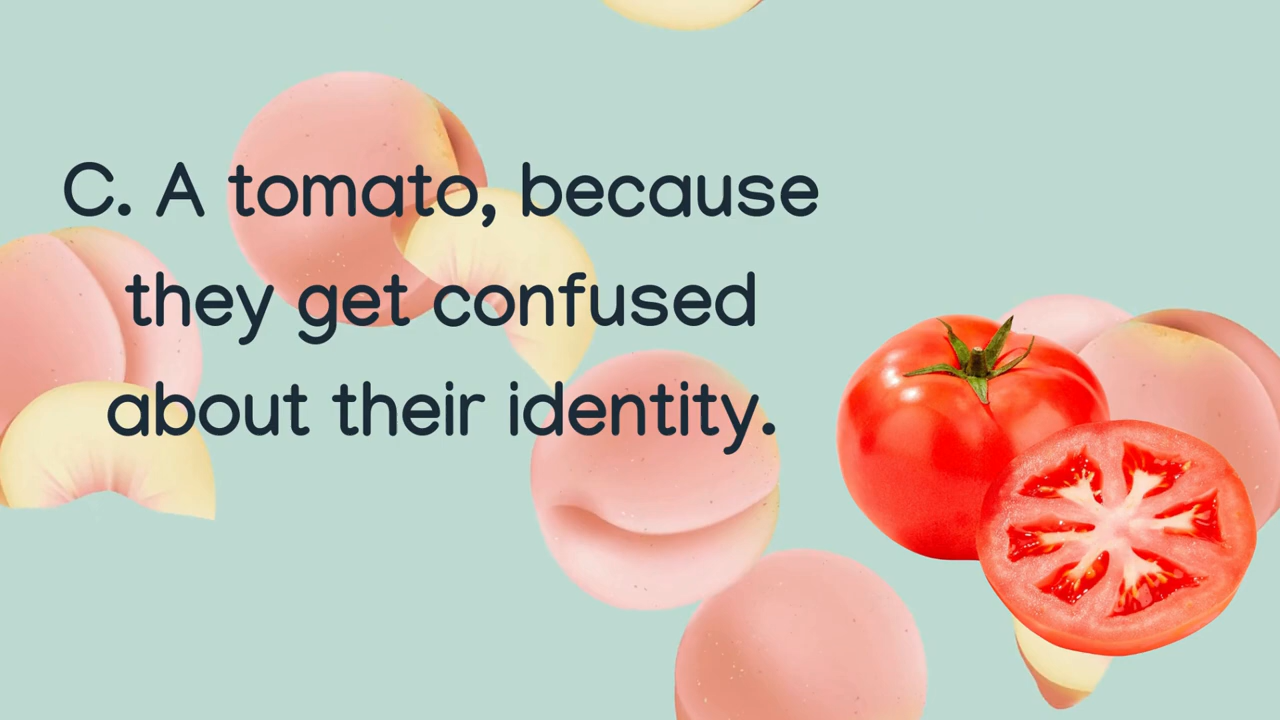 C. A tomato, because
they get confused
about their identity.